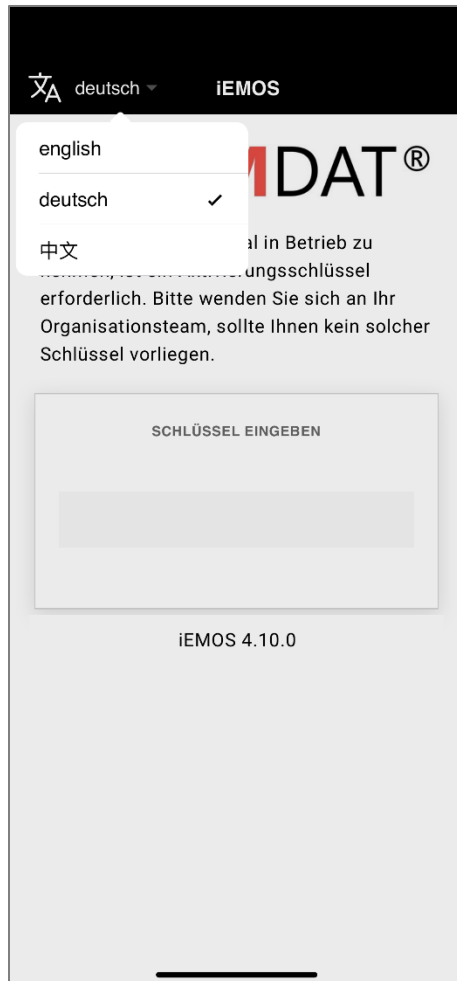 deutsch
iEMOS
english
deutsch
中文
DAT®
al in Betrieb zu
erforderlich. Bitte wenden Sie sich an Ihr
Organisationsteam, sollte Ihnen kein solcher
Schlüssel vorliegen.
SCHLÜSSEL EINGEBEN
iEMOS 4.10.0